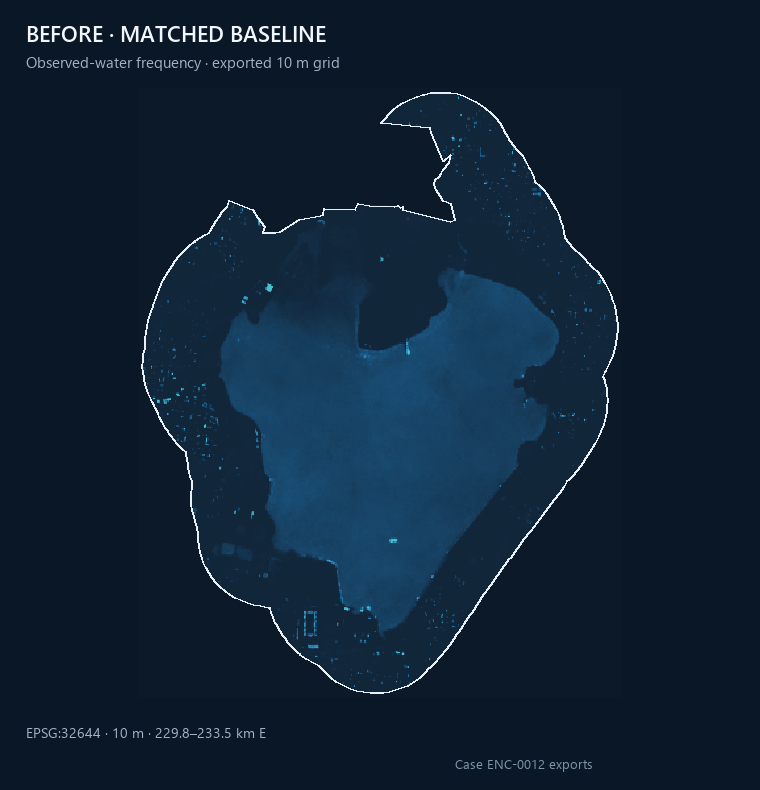 BEFORE · MATCHED BASELINE
Observed-water frequency · exported 10 m grid
EPSG:32644 · 10 m · 229.8–233.5 km E
Case ENC-0012 exports